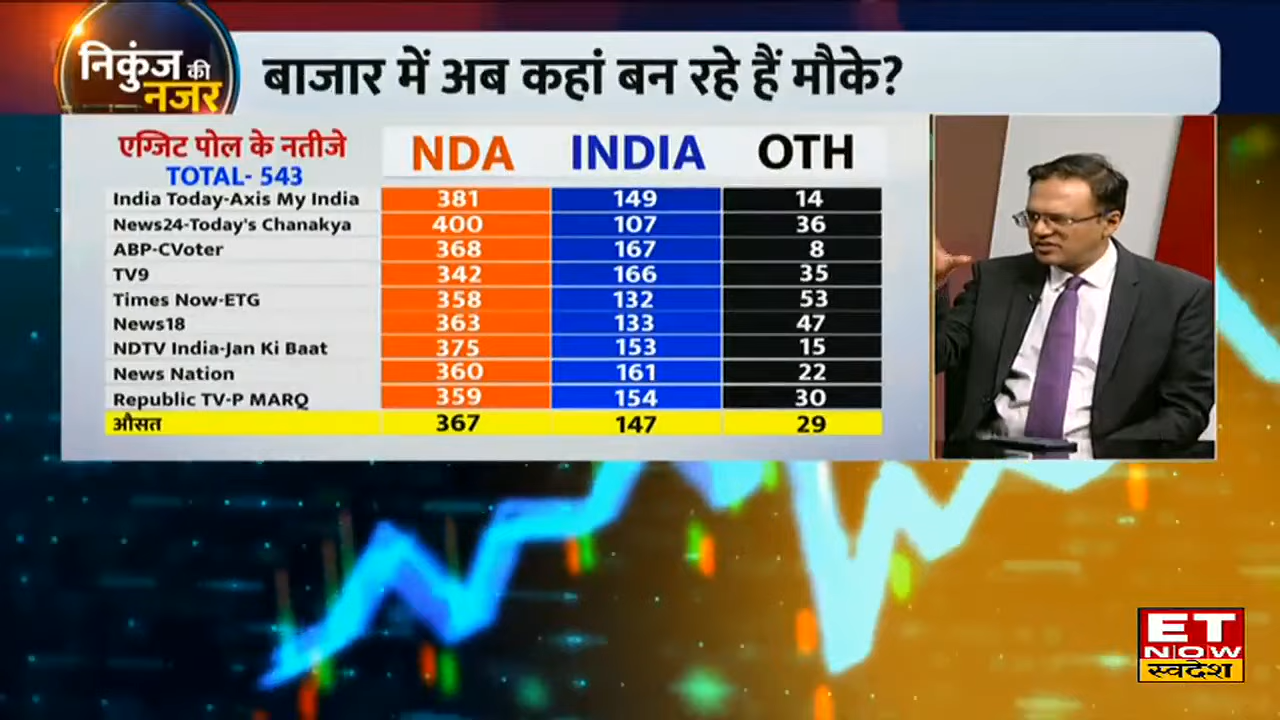 निकुंज की
नजर
बाजार में अब कहां बन रहे हैं मौके?
एग्जिट पोल के नतीजे
TOTAL- 543
NDA INDIA OTH
India Today-Axis My India 381 149 14
News24-Today's Chanakya 400 107 36
ABP-CVoter 368 167 8
TV9 342 166 35
Times Now-ETG 358 132 53
News18 363 133 47
NDTV India-Jan Ki Baat 375 153 15
News Nation 360 161 22
Republic TV-P MARQ 359 154 30
औसत 367 147 29
ET
NOW
स्वदेश